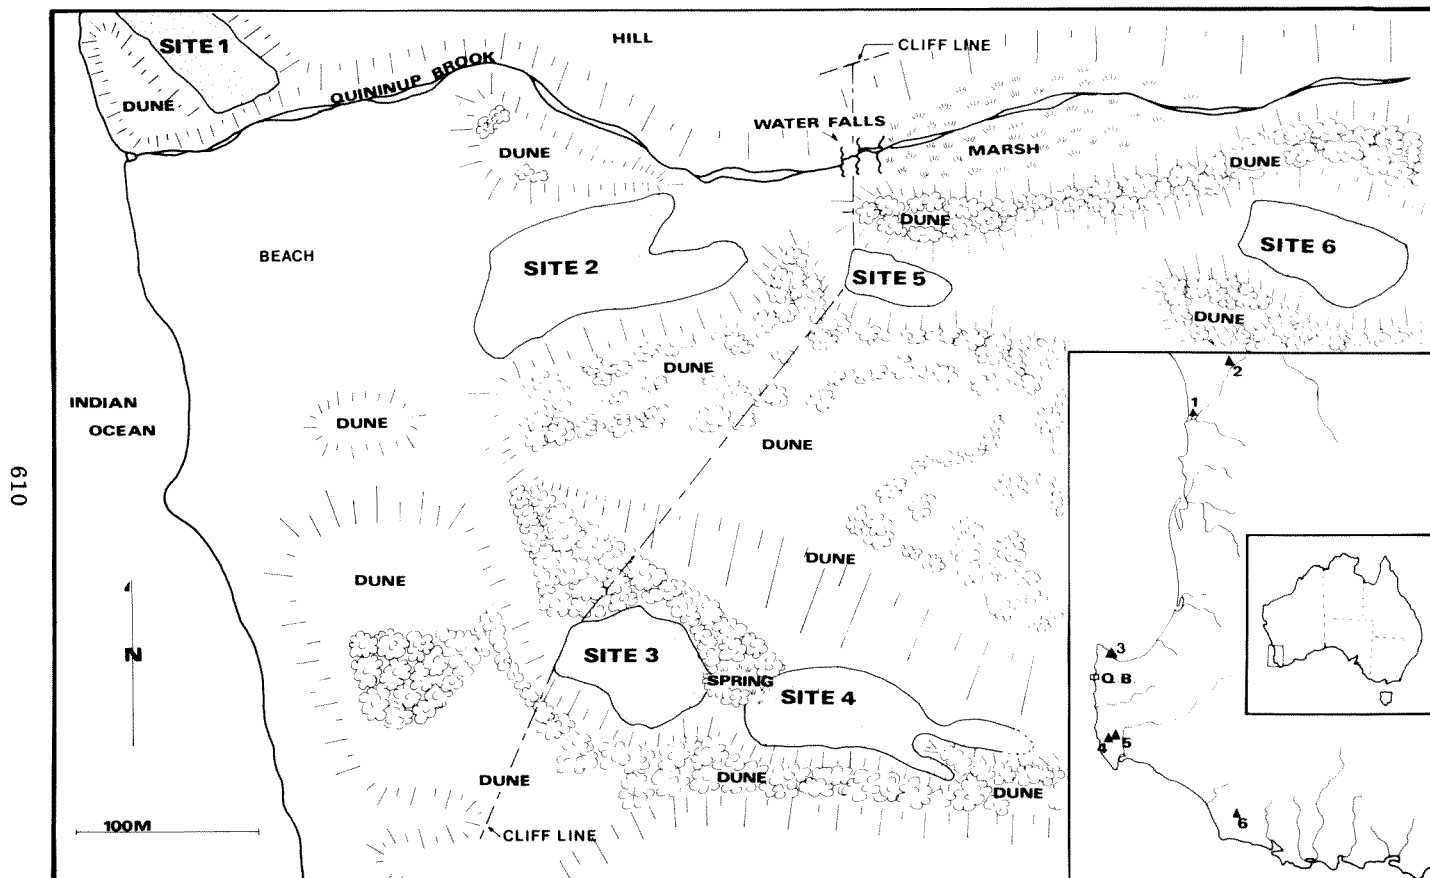 SITE 1
HILL
CLIFF LINE
QUININUP BROOK
DUNE
WATER FALLS
DUNE
MARSH
DUNE
DUNE
SITE 2
SITE 5
SITE 6
BEACH
DUNE
DUNE
INDIAN
OCEAN
DUNE
DUNE
610
DUNE
DUNE
N
SITE 3
SPRING
SITE 4
DUNE
DUNE
DUNE
100M
CLIFF LINE
2
1
3
Q.B.
4
5
6